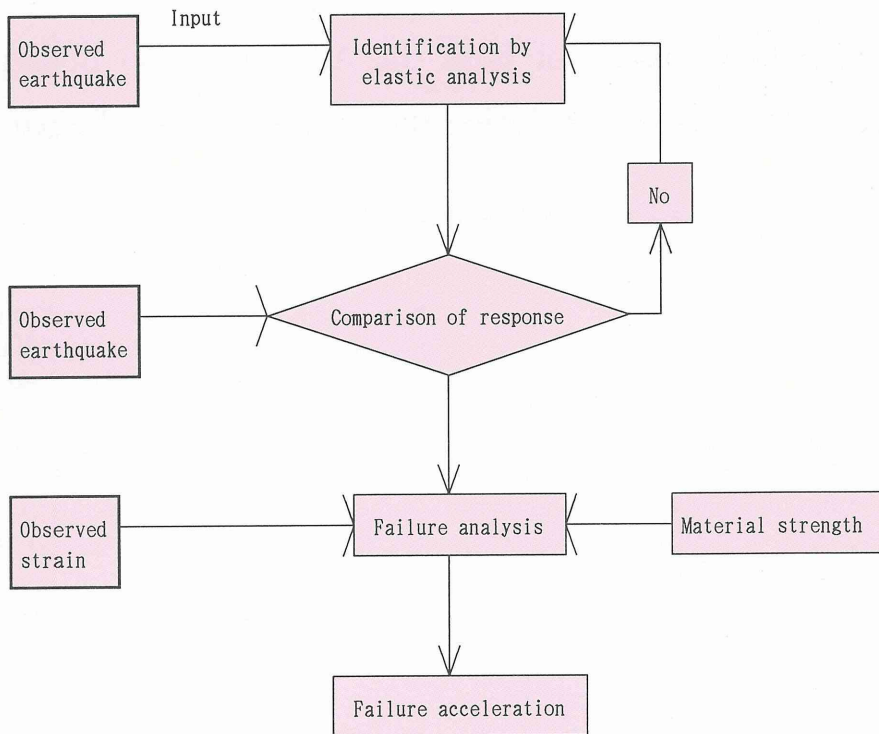 Input
Observed
earthquake
Identification by
elastic analysis
No
Observed
earthquake
Comparison of response
Observed
strain
Failure analysis
Material strength
Failure acceleration